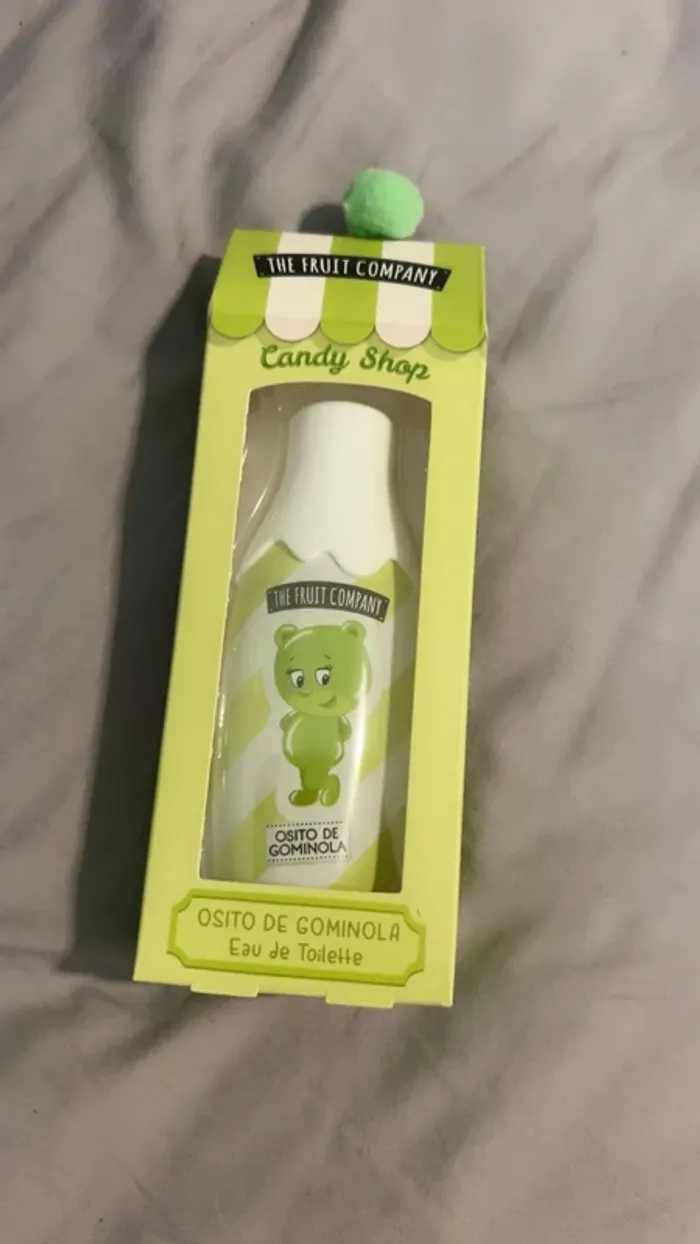 THE FRUIT COMPANY
Candy Shop
THE FRUIT COMPANY
OSITO DE
GOMINOLA
OSITO DE GOMINOLA
Eau de Toilette